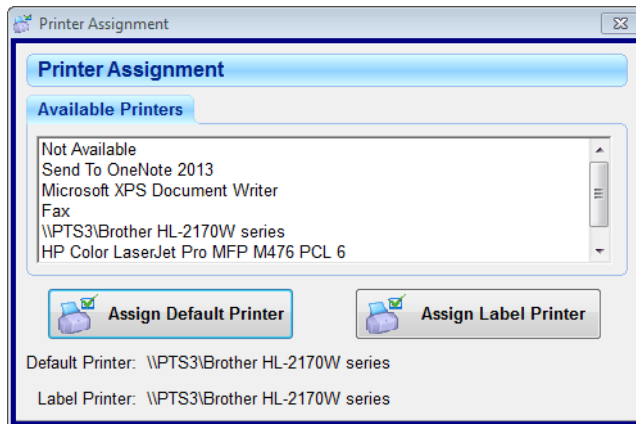 Printer Assignment
Printer Assignment
Available Printers
Not Available
Send To OneNote 2013
Microsoft XPS Document Writer
Fax
\\PTS3\Brother HL-2170W series
HP Color LaserJet Pro MFP M476 PCL 6
Assign Default Printer
Assign Label Printer
Default Printer: \\PTS3\Brother HL-2170W series
Label Printer: \\PTS3\Brother HL-2170W series